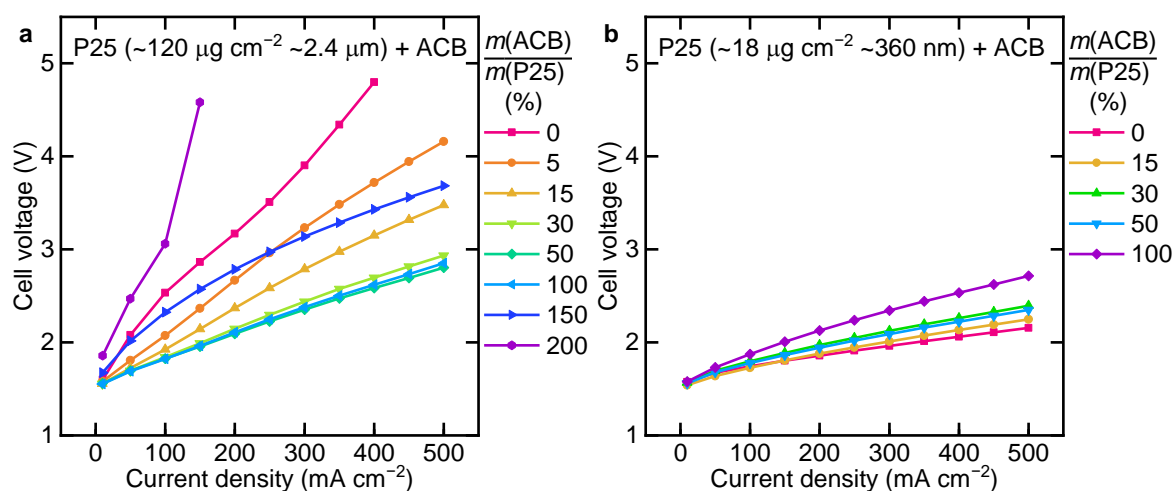 a
P25 (~120 μg cm⁻² ~2.4 μm) + ACB
m(ACB)
m(P25)
(%)
0
5
15
30
50
100
150
200
Cell voltage (V)
5
4
3
2
1
0 100 200 300 400 500
Current density (mA cm⁻²)
b
P25 (~18 μg cm⁻² ~360 nm) + ACB
m(ACB)
m(P25)
(%)
0
15
30
50
100
Cell voltage (V)
5
4
3
2
1
0 100 200 300 400 500
Current density (mA cm⁻²)